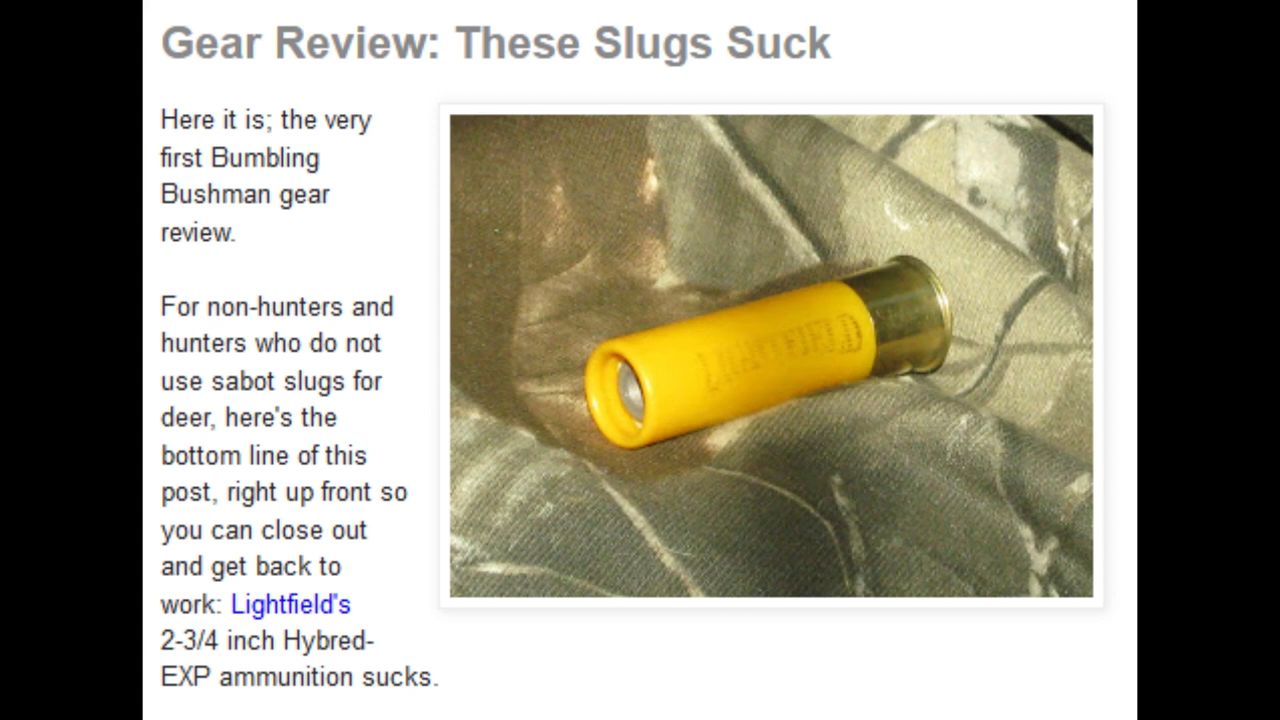 Gear Review: These Slugs Suck
Here it is; the very
first Bumbling
Bushman gear
review.
For non-hunters and
hunters who do not
use sabot slugs for
deer, here's the
bottom line of this
post, right up front so
you can close out
and get back to
work: Lightfield's
2-3/4 inch Hybred-
EXP ammunition sucks.
LIGHTFIELD